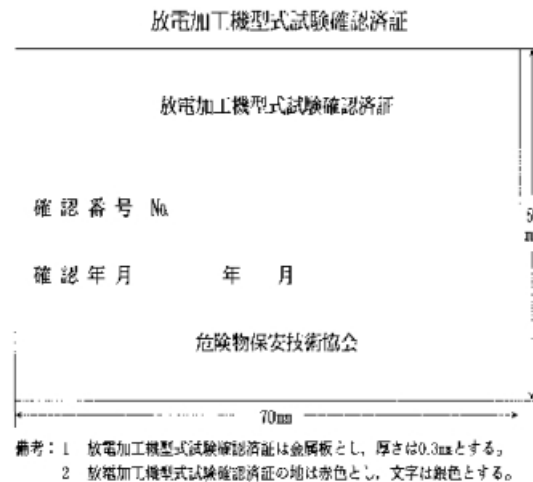 放電加工機型式試験確認済証
放電加工機型式試験確認済証
確認番号 No.
確認年月 年 月
危険物保安技術協会
70mm
備考：1 放電加工機型式試験確認済証は金属板とし，厚さは0.3mmとする。
2 放電加工機型式試験確認済証の地は赤色とし，文字は銀色とする。